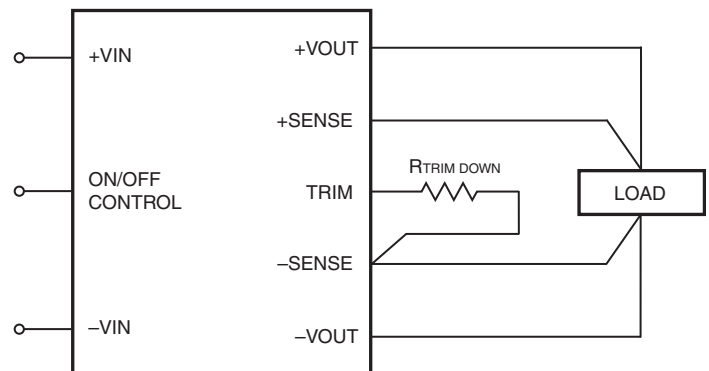 +VIN
ON/OFF
CONTROL
–VIN
+VOUT
+SENSE
TRIM
–SENSE
–VOUT
RTRIM DOWN
LOAD